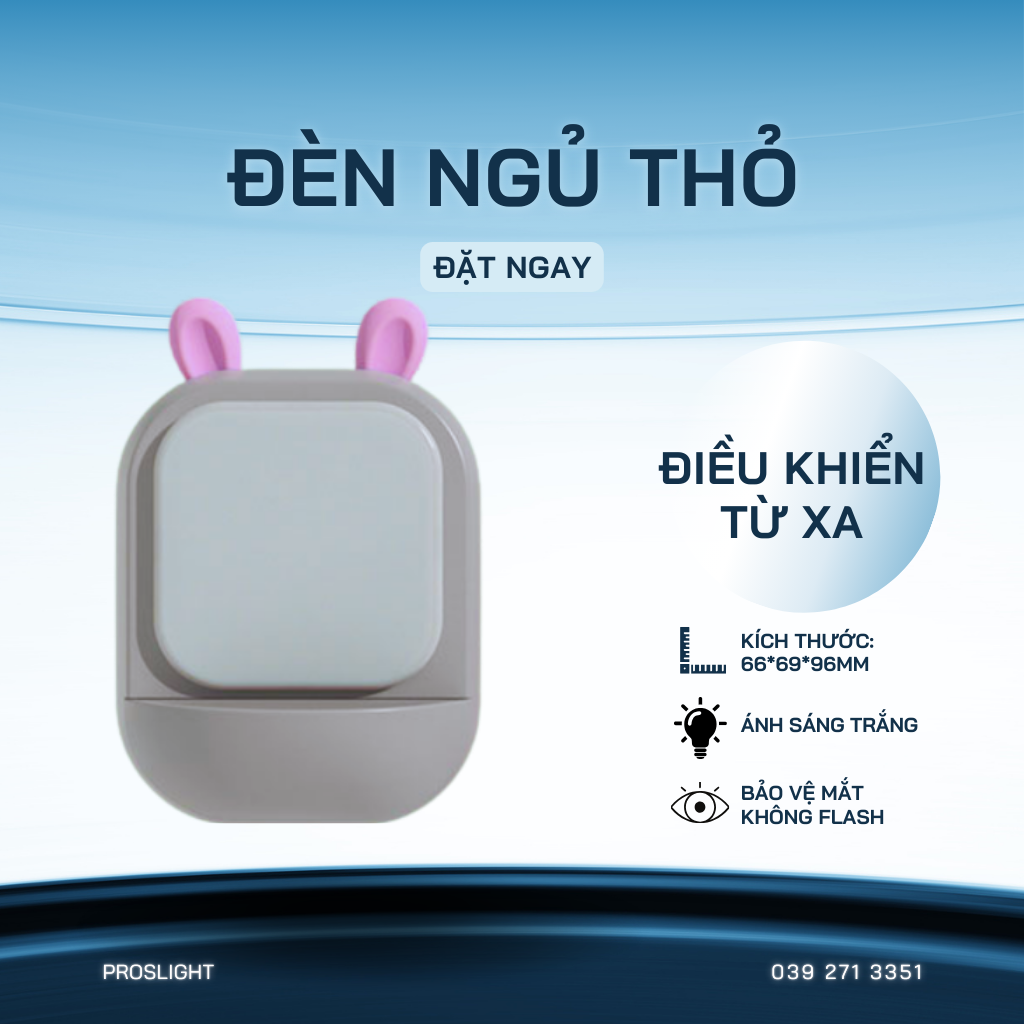 ĐÈN NGỦ THỎ
ĐẶT NGAY
ĐIỀU KHIỂN
TỪ XA
KÍCH THƯỚC:
66*69*96MM
ÁNH SÁNG TRẮNG
BẢO VỆ MẮT
KHÔNG FLASH
PROSLIGHT
039 271 3351